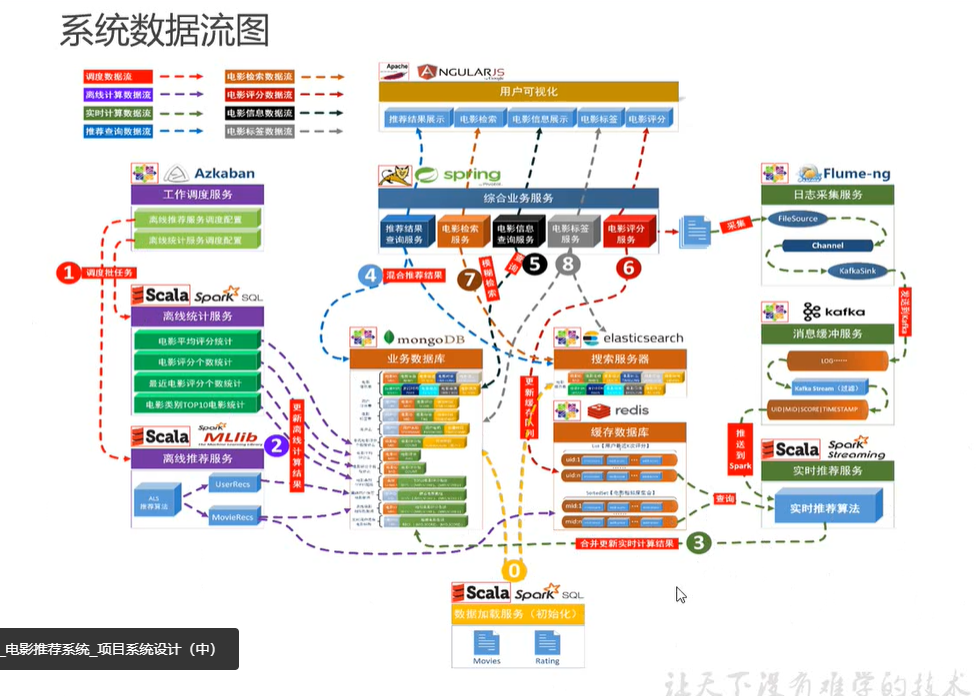 系统数据流图
调度数据流
电影检索数据流
离线计算数据流
电影评分数据流
实时计算数据流
电影信息数据流
推荐查询数据流
电影标签数据流
Apache
ANGULARJS
用户可视化
推荐结果展示
电影检索
电影信息展示
电影标签
电影评分
Azkaban
工作调度服务
离线推荐服务调度配置
离线统计服务调度配置
spring
综合业务服务
推荐结果
查询服务
电影检索
服务
电影信息
查询服务
电影标签
服务
电影评分
服务
采集
Flume-ng
日志采集服务
FileSource
Channel
KafkaSink
1
调度批任务
4
混合推荐结果
7
模糊检索
查询
5
8
6
发送到Kafka
Scala Spark SQL
离线统计服务
电影平均评分统计
电影评分个数统计
最近电影评分个数统计
电影类别TOP10电影统计
mongoDB
业务数据库
elasticsearch
搜索服务器
kafka
消息缓冲服务
LOG……
Kafka Stream（过滤）
UID|MID|SCORE|TIMESTAMP
更新缓存队列
redis
缓存数据库
uid:1
uid:n
mid:1
mid:n
推送到Spark
查询
Scala Spark MLlib
离线推荐服务
ALS
推荐算法
UserRecs
MovieRecs
2
更新离线计算结果
Scala Spark Streaming
实时推荐服务
实时推荐算法
合并更新实时计算结果
3
0
Scala Spark SQL
数据加载服务（初始化）
Movies
Rating
_电影推荐系统_项目系统设计（中）
让天下没有难学的技术